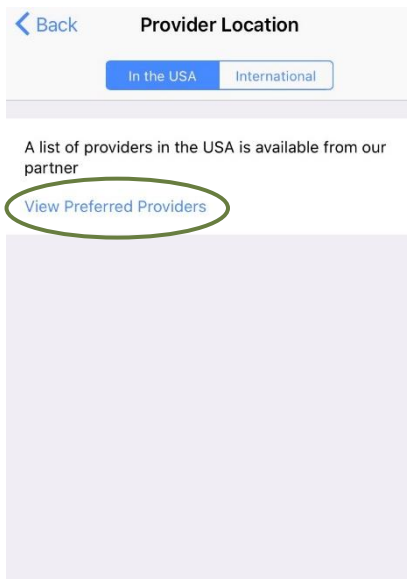 Back Provider Location
In the USA International
A list of providers in the USA is available from our
partner
View Preferred Providers